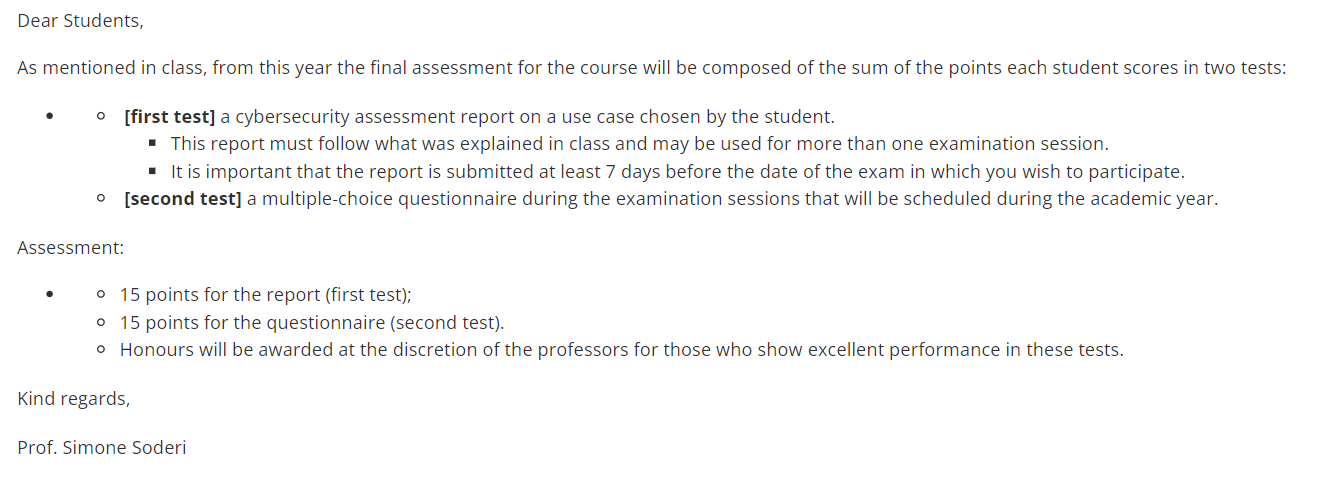 Dear Students,
As mentioned in class, from this year the final assessment for the course will be composed of the sum of the points each student scores in two tests:
[first test] a cybersecurity assessment report on a use case chosen by the student.
This report must follow what was explained in class and may be used for more than one examination session.
It is important that the report is submitted at least 7 days before the date of the exam in which you wish to participate.
[second test] a multiple-choice questionnaire during the examination sessions that will be scheduled during the academic year.
Assessment:
15 points for the report (first test);
15 points for the questionnaire (second test).
Honours will be awarded at the discretion of the professors for those who show excellent performance in these tests.
Kind regards,
Prof. Simone Soderi